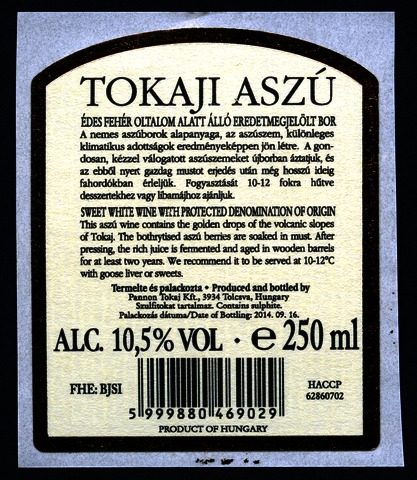 TOKAJI ASZÚ
ÉDES FEHÉR OLTALOM ALATT ÁLLÓ EREDETMEGJELÖLT BOR
A nemes aszúborok alapanyaga, az aszúszem, különleges
klimatikus adottságok eredményeképpen jön létre. A gon-
dosan, kézzel válogatott aszúszemeket újborban áztatjuk, és
az ebből nyert gazdag mustot erjedés után még hosszú ideig
fahordókban érleljük. Fogyasztását 10-12 fokra hűtve
desszertekhez vagy libamájhoz ajánljuk.
SWEET WHITE WINE WITH PROTECTED DENOMINATION OF ORIGIN
This aszú wine contains the golden drops of the volcanic slopes
of Tokaj. The bothrytised aszú berries are soaked in must. After
pressing, the rich juice is fermented and aged in wooden barrels
for at least two years. We recommend it to be served at 10-12°C
with goose liver or sweets.
Termelte és palackozta • Produced and bottled by
Pannon Tokaj Kft., 3934 Tolcsva, Hungary
Szulfitokat tartalmaz. Contains sulphite.
Palackozás dátuma/Date of Bottling: 2014. 09. 16.
ALC. 10,5% VOL · e 250 ml
FHE: BJSI
HACCP
62860702
5 999880 469029
PRODUCT OF HUNGARY